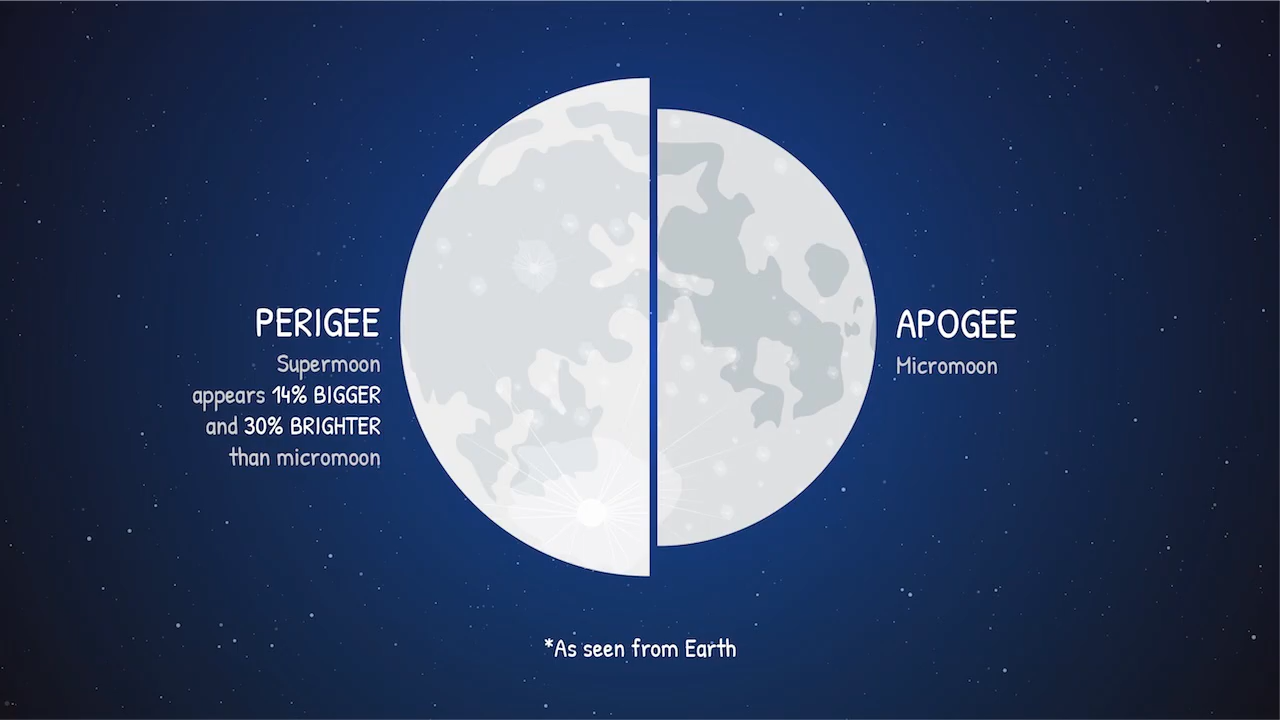 PERIGEE
Supermoon
appears 14% BIGGER
and 30% BRIGHTER
than micromoon
APOGEE
Micromoon
*As seen from Earth